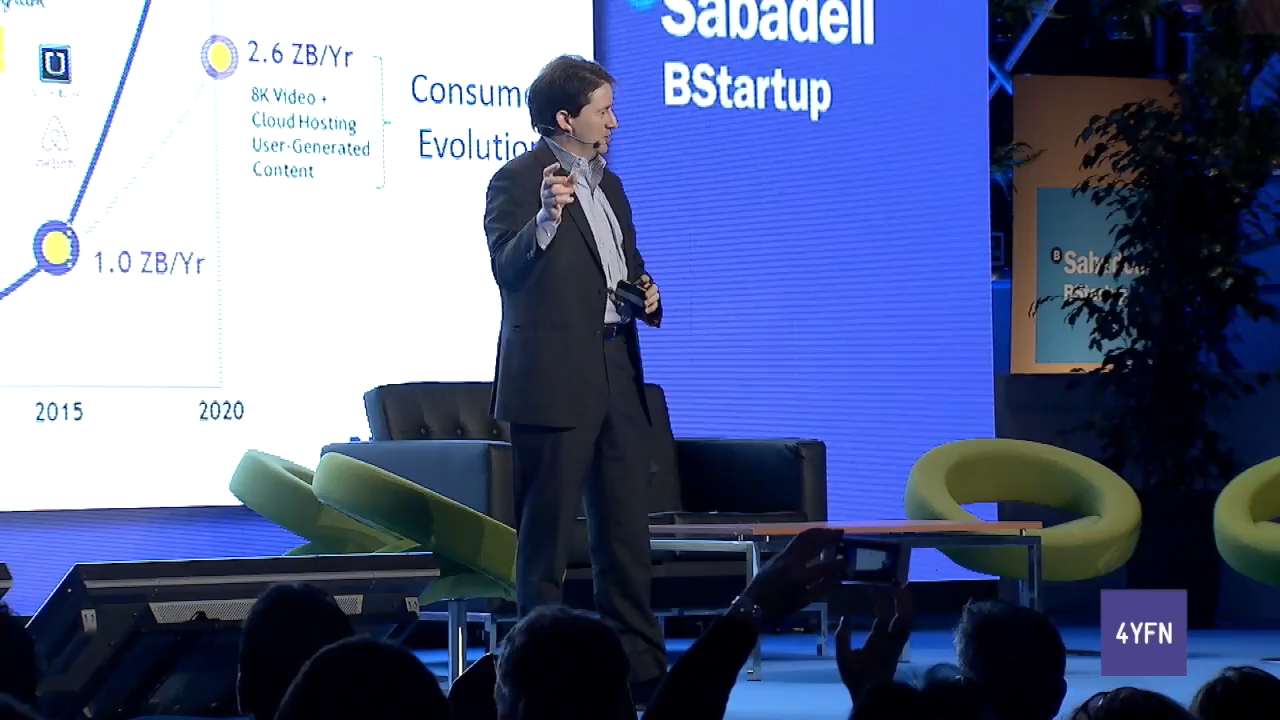 2.6 ZB/Yr
8K Video +
Cloud Hosting
User-Generated
Content
1.0 ZB/Yr
2015
2020
Consume
Evolution
Sabadell
BStartup
B
4YFN